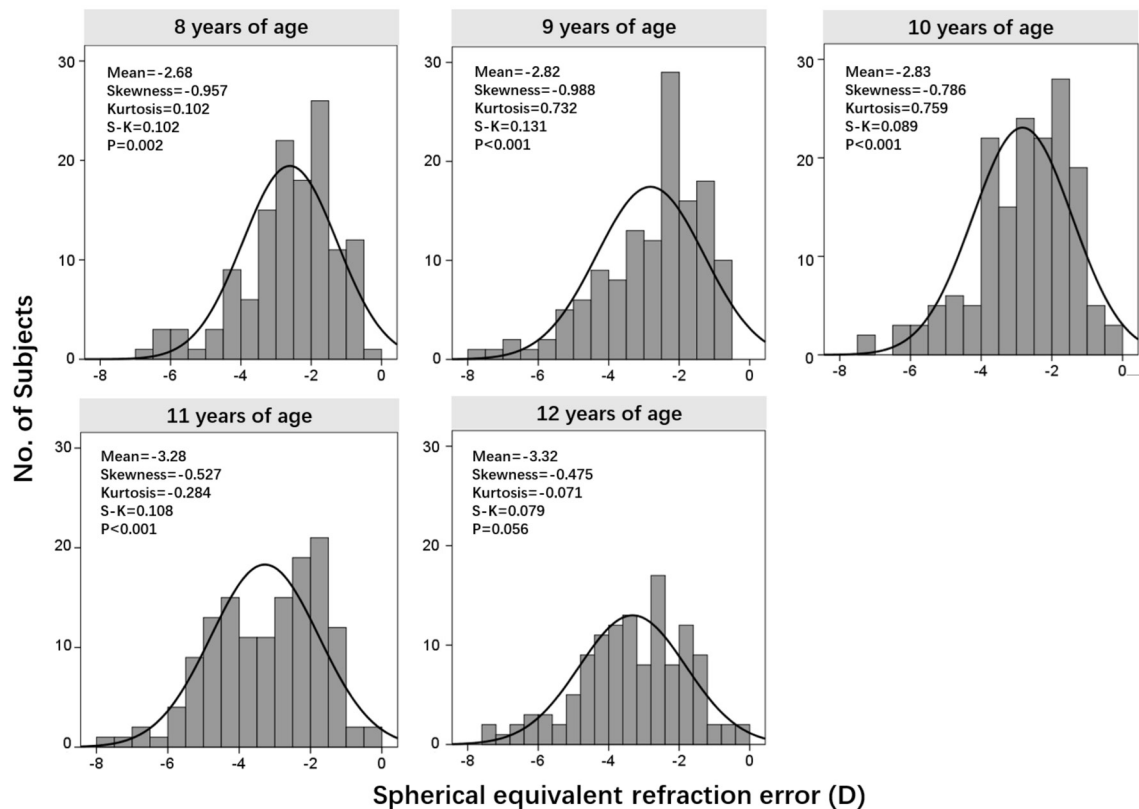 8 years of age
Mean=-2.68
Skewness=-0.957
Kurtosis=0.102
S-K=0.102
P=0.002
30
20
10
0
-8 -6 -4 -2 0
9 years of age
Mean=-2.82
Skewness=-0.988
Kurtosis=0.732
S-K=0.131
P<0.001
30
20
10
0
-8 -6 -4 -2 0
10 years of age
Mean=-2.83
Skewness=-0.786
Kurtosis=0.759
S-K=0.089
P<0.001
30
20
10
0
-8 -6 -4 -2 0
No. of Subjects
11 years of age
Mean=-3.28
Skewness=-0.527
Kurtosis=-0.284
S-K=0.108
P<0.001
30
20
10
0
-8 -6 -4 -2 0
12 years of age
Mean=-3.32
Skewness=-0.475
Kurtosis=-0.071
S-K=0.079
P=0.056
30
20
10
0
-8 -6 -4 -2 0
Spherical equivalent refraction error (D)